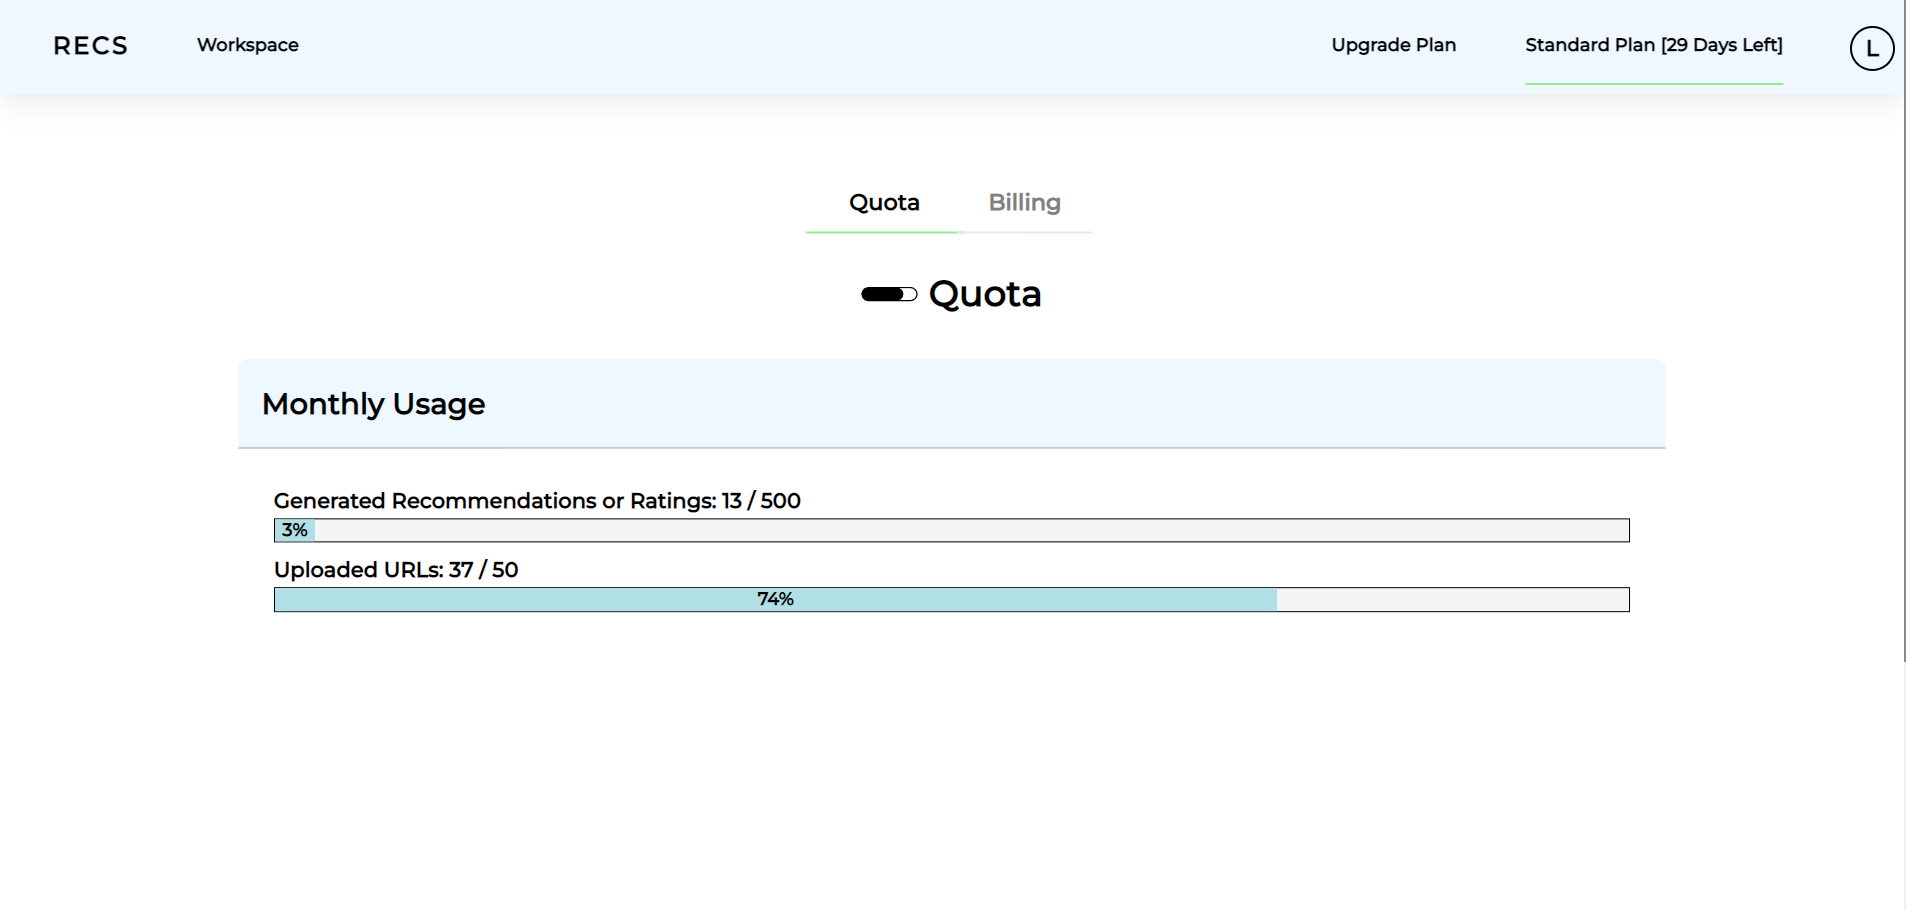 RECS Workspace Upgrade Plan Standard Plan [29 Days Left] L
Quota Billing
Quota
Monthly Usage
Generated Recommendations or Ratings: 13 / 500
3%
Uploaded URLs: 37 / 50
74%